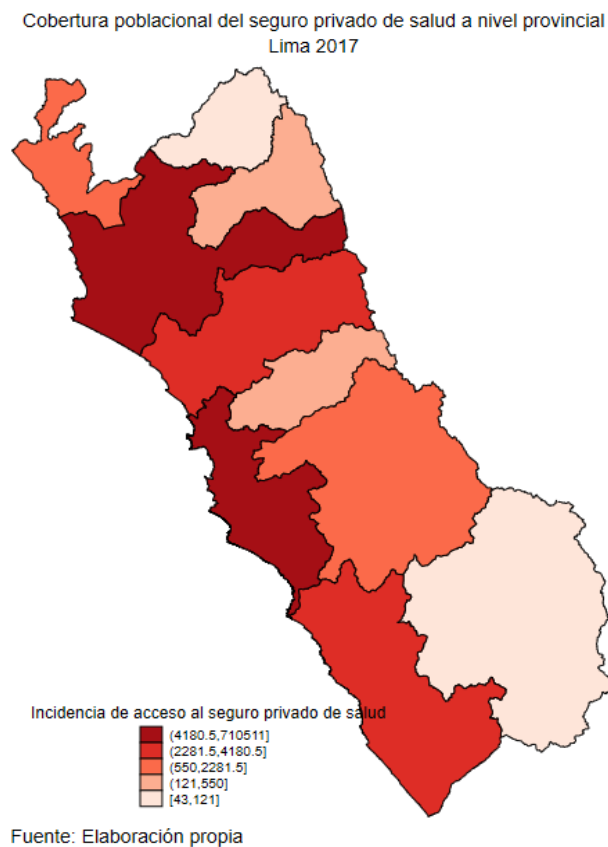 Cobertura poblacional del seguro privado de salud a nivel provincial
Lima 2017
Incidencia de acceso al seguro privado de salud
(4180.5,710511]
(2281.5,4180.5]
(550,2281.5]
(121,550]
[43,121]
Fuente: Elaboración propia